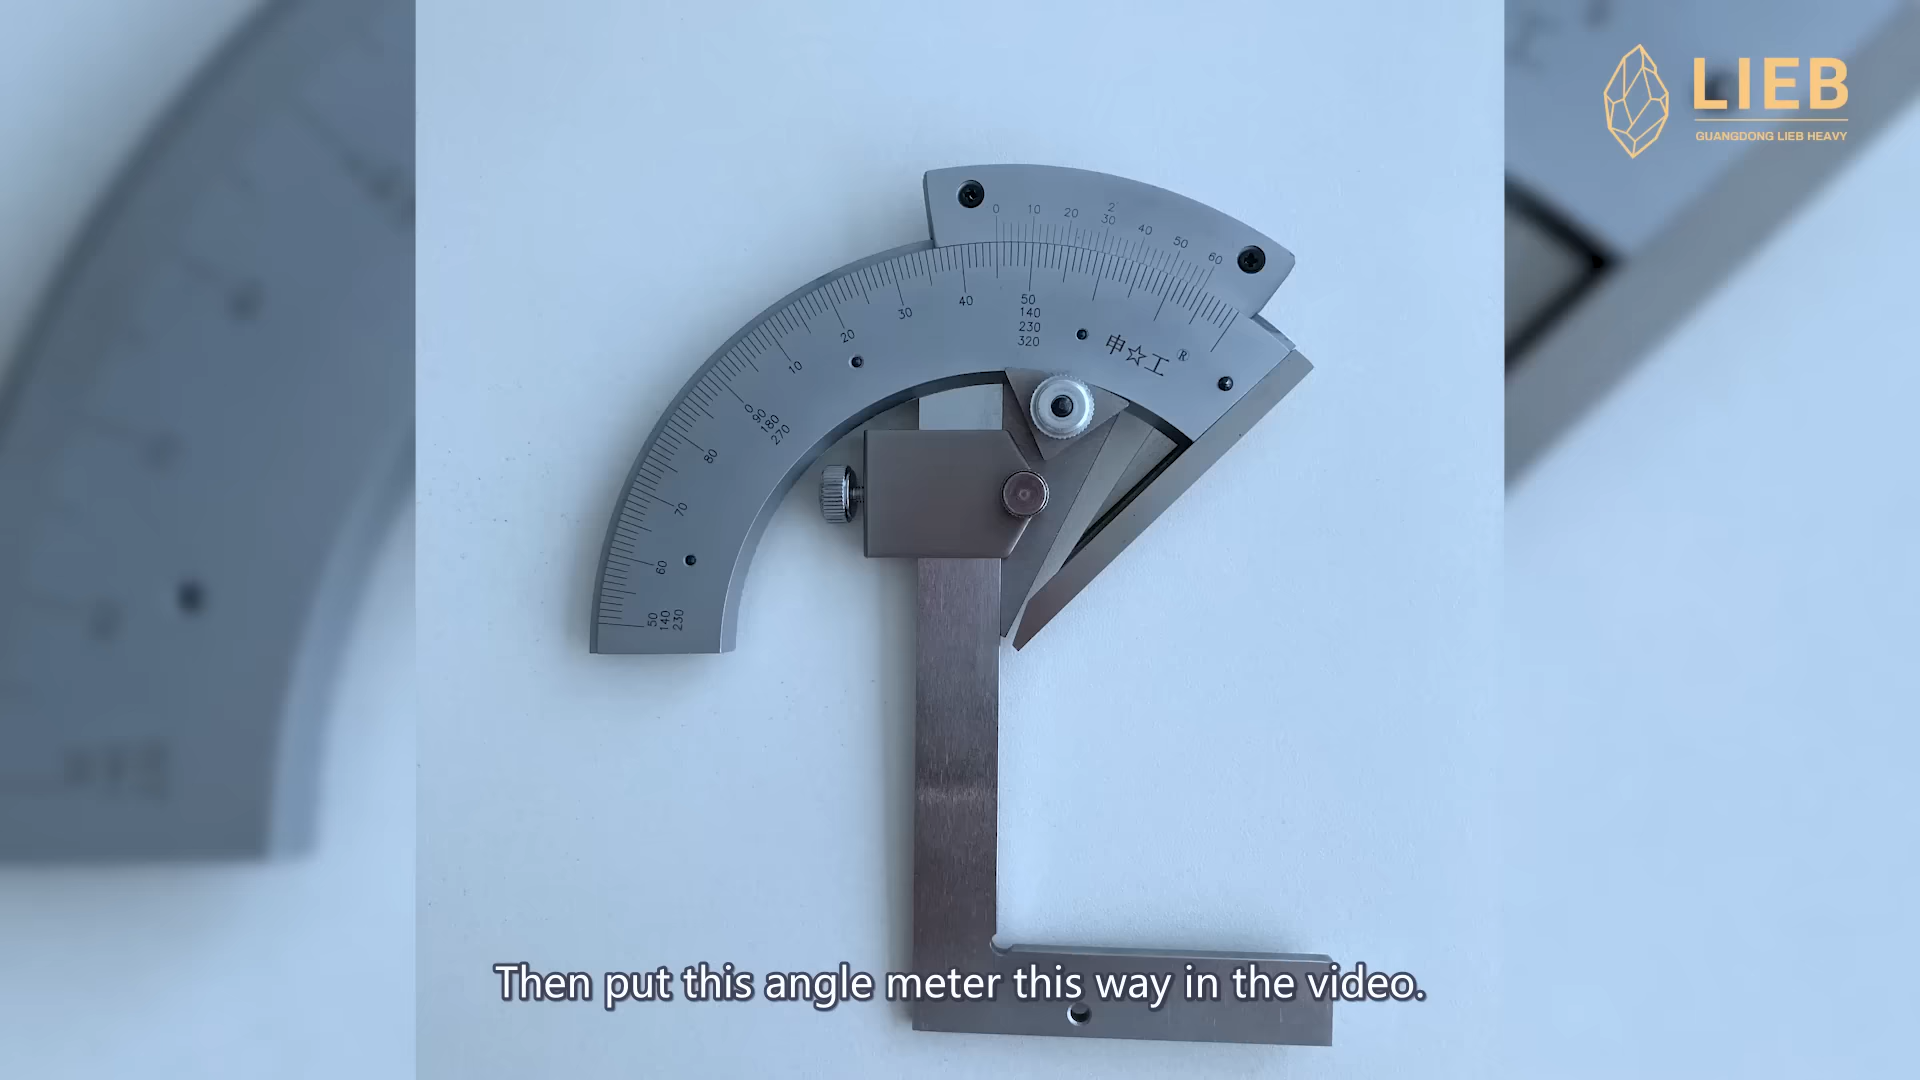 LIEB
GUANGDONG LIEB HEAVY
2'
0 10 20 30 40 50 60
0 10 20 30 40 50
90 140
180 230
270 320
80
70
60
50
140
230
申☆工®
Then put this angle meter this way in the video.